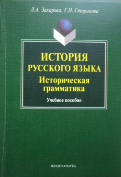 Л.А. Захарова, Г.Н. Старикова
ИСТОРИЯ
РУССКОГО ЯЗЫКА
Историческая
грамматика
Учебное пособие